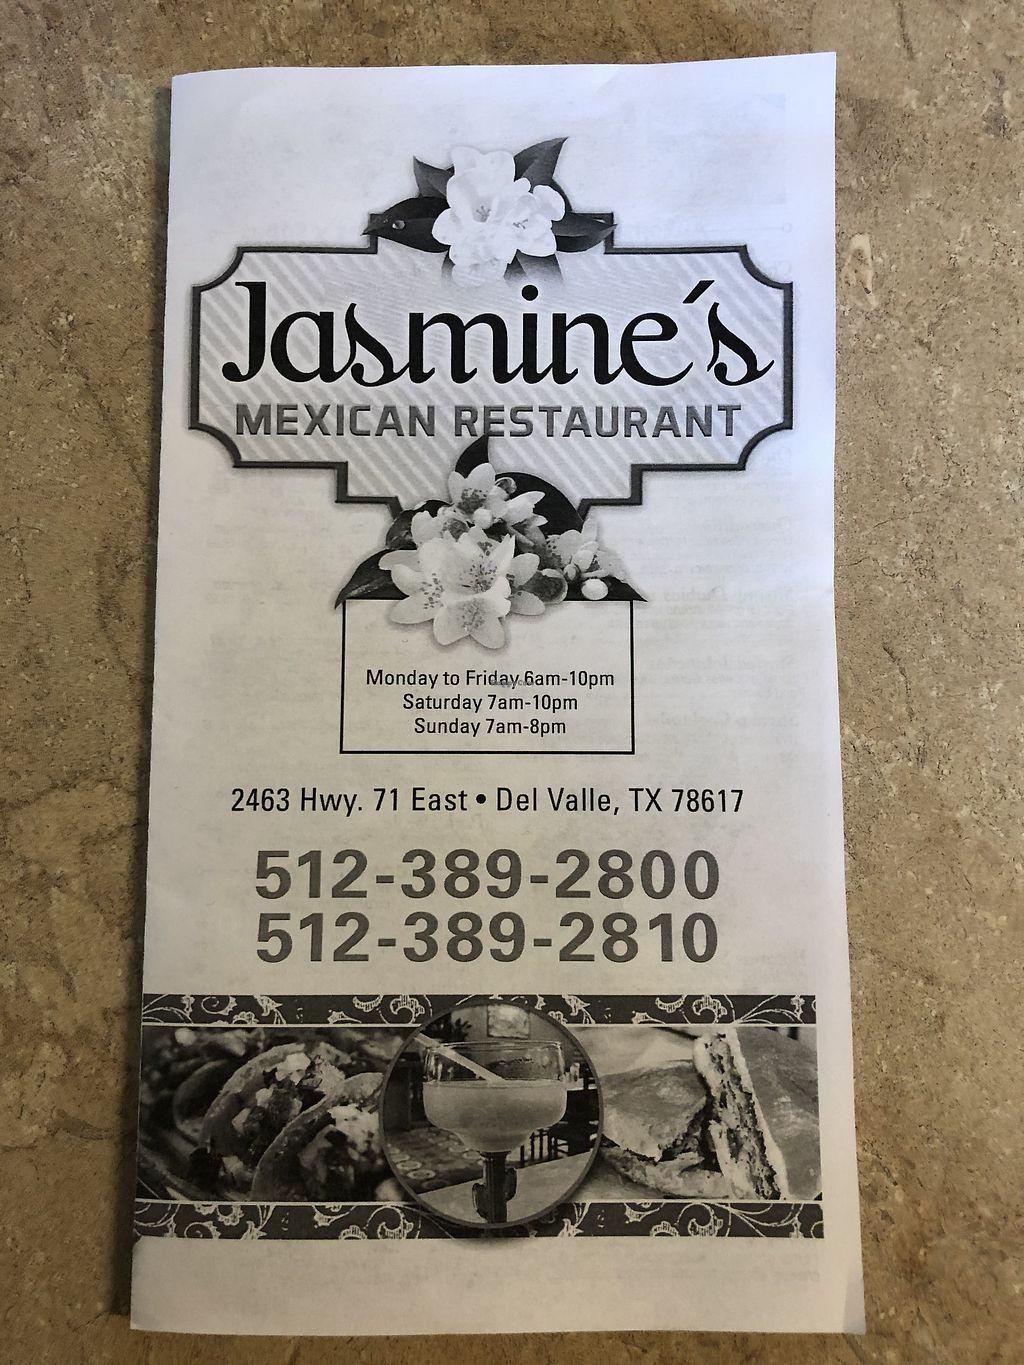 Jasmine´s
MEXICAN RESTAURANT
Monday to Friday 6am-10pm
Saturday 7am-10pm
Sunday 7am-8pm
2463 Hwy. 71 East • Del Valle, TX 78617
512-389-2800
512-389-2810